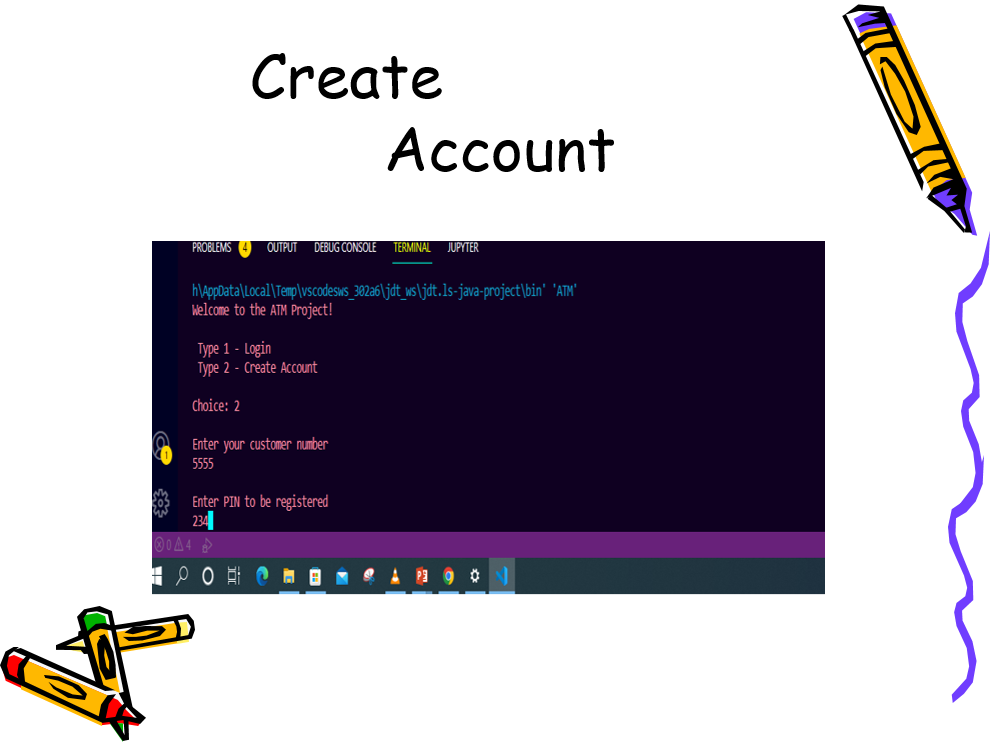 Create
Account
PROBLEMS 4 OUTPUT DEBUG CONSOLE TERMINAL JUPYTER
h\AppData\Local\Temp\vscodesws_302a6\jdt_ws\jdt.ls-java-project\bin' 'ATM'
Welcome to the ATM Project!
Type 1 - Login
Type 2 - Create Account
Choice: 2
Enter your customer number
5555
Enter PIN to be registered
234
1
0 4